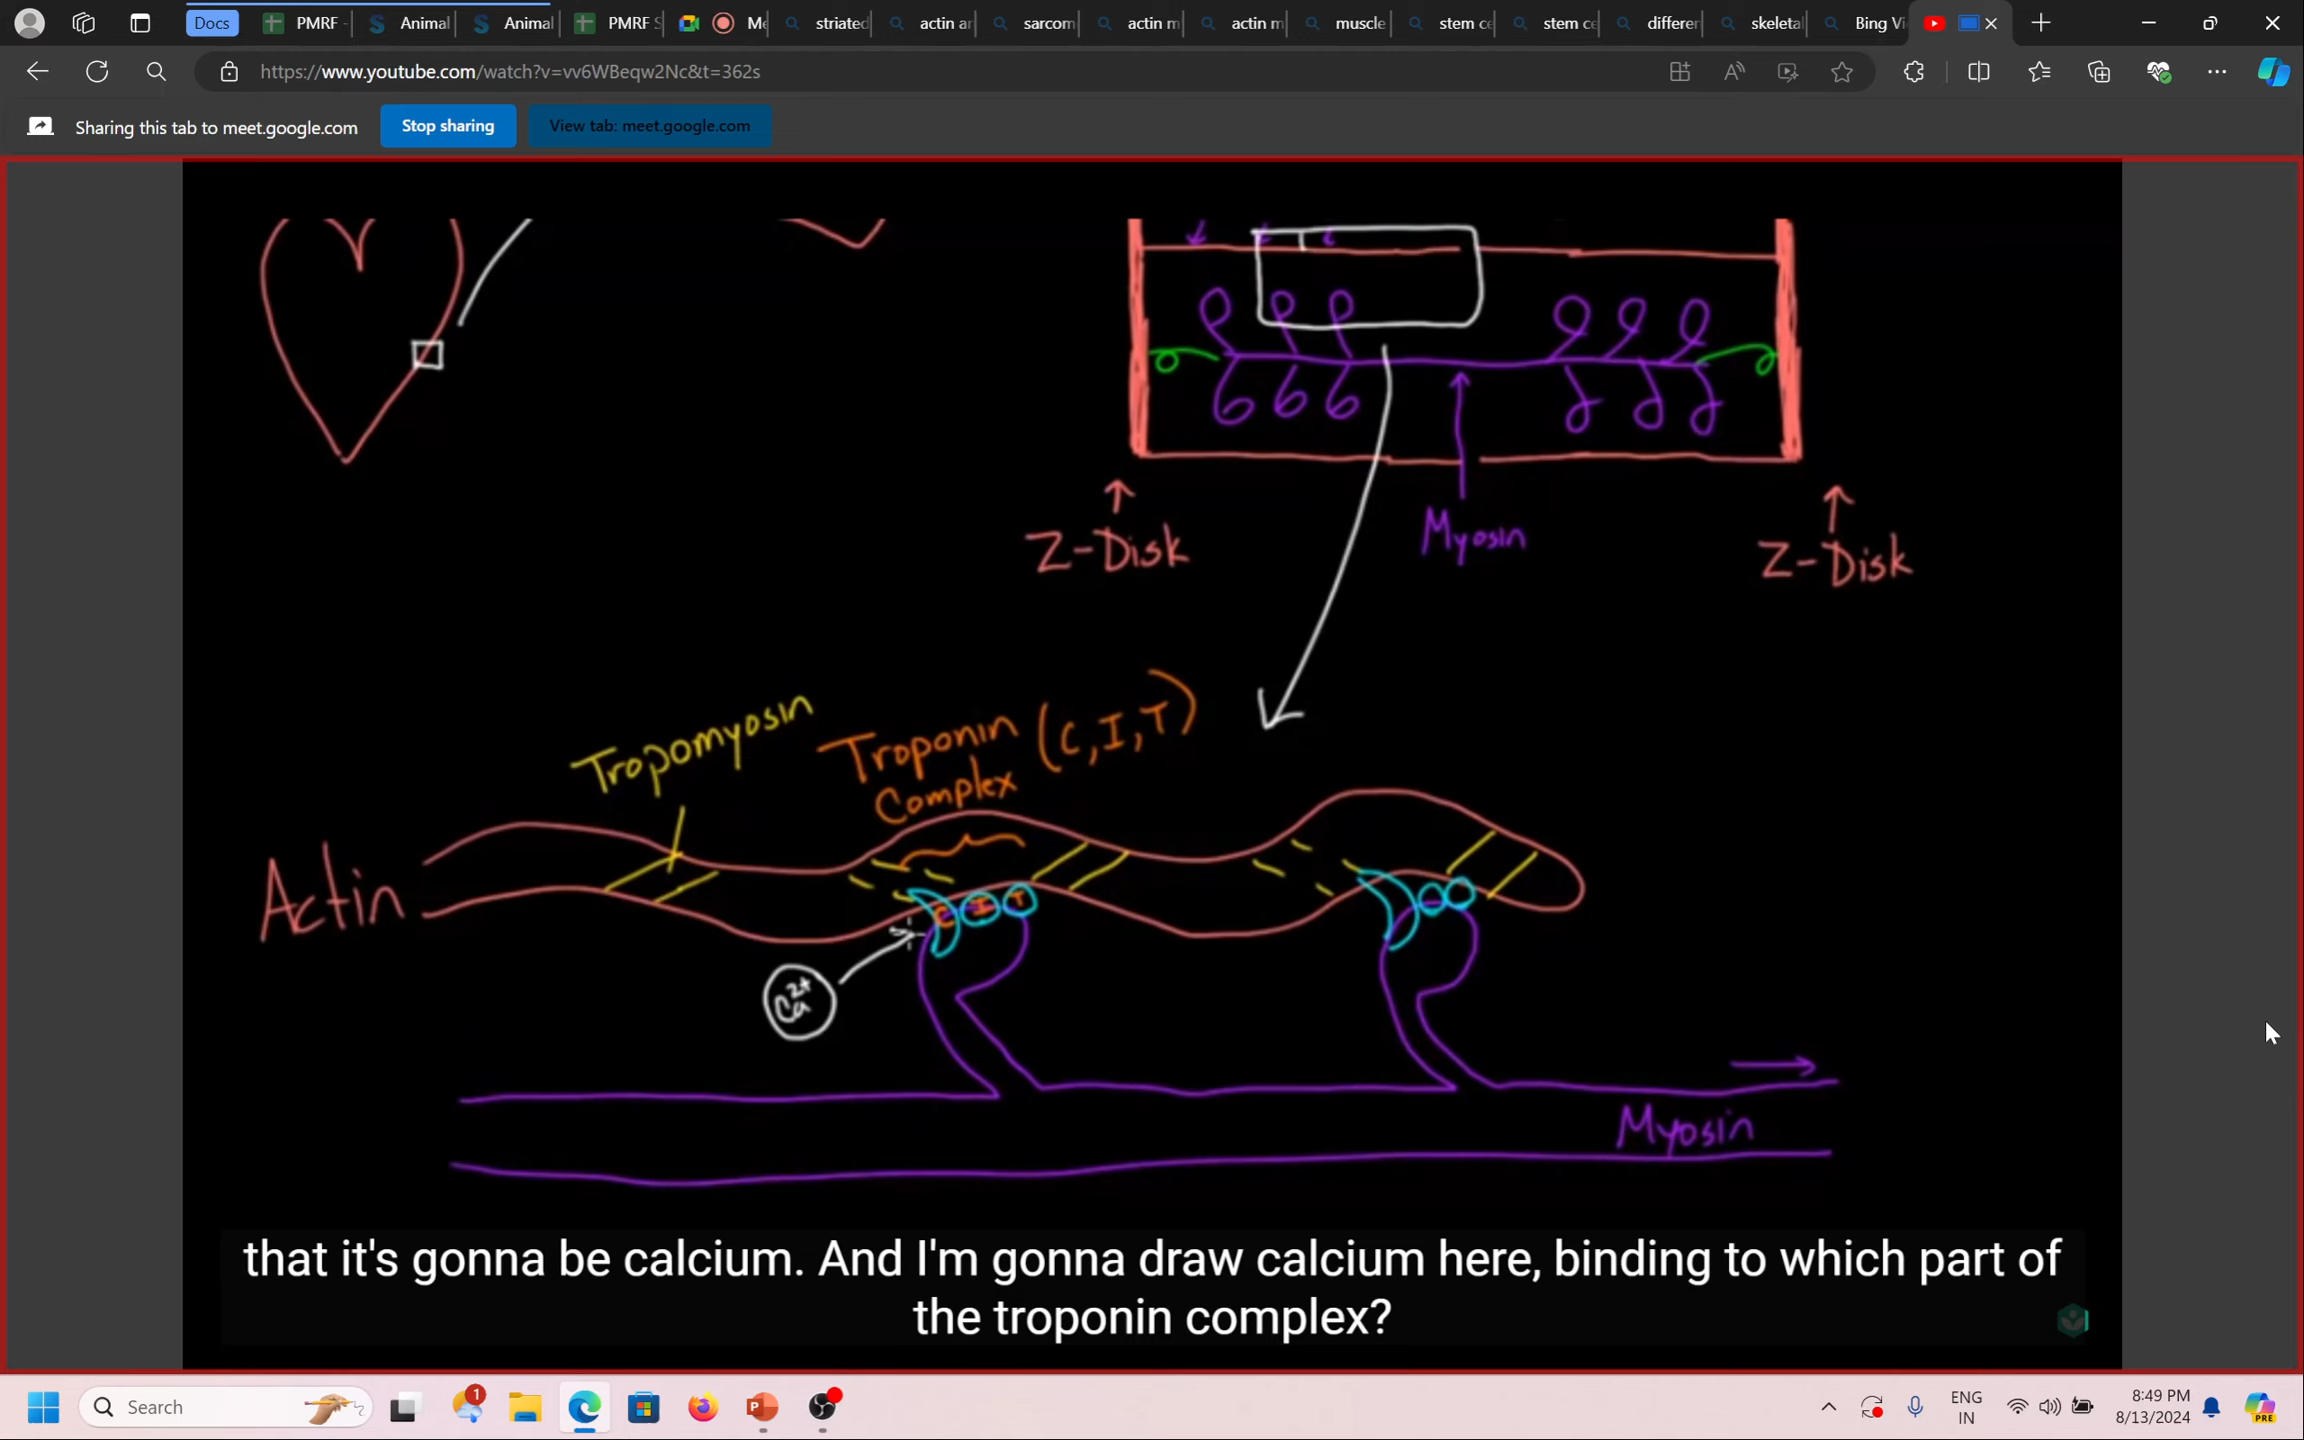 Docs PMRF - Animal Animal PMRF S Me striated actin ar sarcom actin m actin m muscle stem ce stem ce differer skeletal Bing Vi
https://www.youtube.com/watch?v=vv6WBeqw2Nc&t=362s
Sharing this tab to meet.google.com Stop sharing View tab: meet.google.com
Z-Disk Myosin Z-Disk
Tropomyosin Troponin (C,I,T)
Complex
Actin C I T
Ca2+
Myosin
that it's gonna be calcium. And I'm gonna draw calcium here, binding to which part of
the troponin complex?
Search 1 ENG 8:49 PM
IN 8/13/2024 PRE